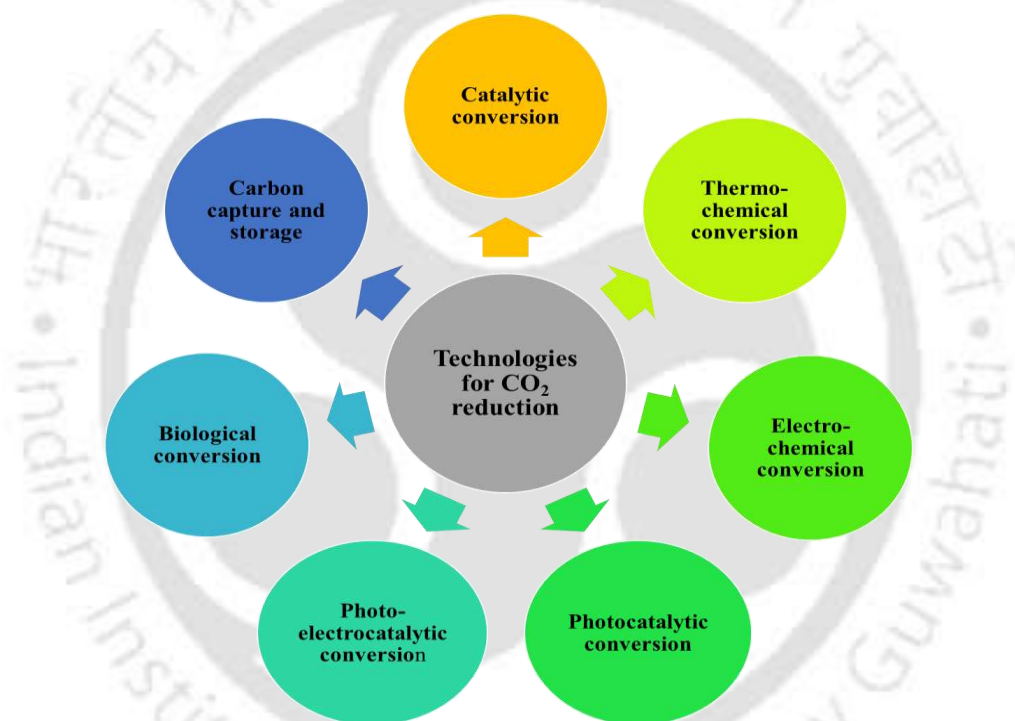 Catalytic
conversion
Thermo-
chemical
conversion
Electro-
chemical
conversion
Photocatalytic
conversion
Photo-
electrocatalytic
conversion
Biological
conversion
Carbon
capture and
storage
Technologies
for CO₂
reduction
Indian
Guwahati